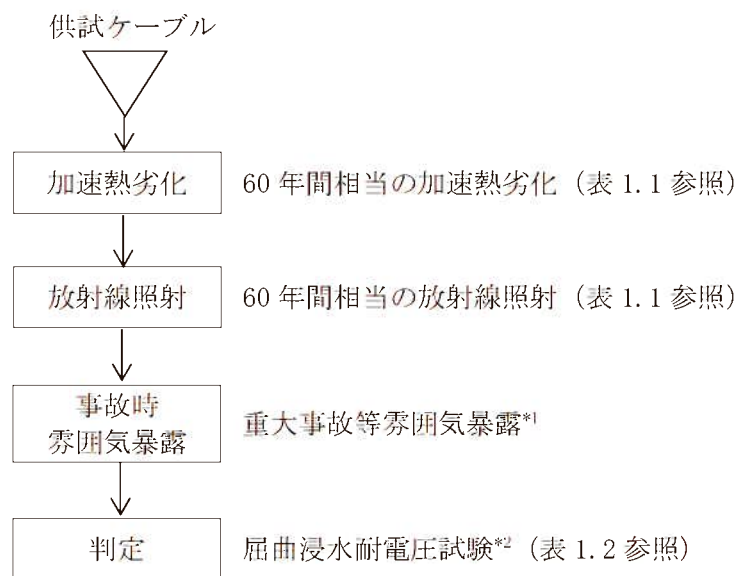 供試ケーブル
加速熱劣化 60 年間相当の加速熱劣化（表 1.1 参照）
放射線照射 60 年間相当の放射線照射（表 1.1 参照）
事故時
雰囲気暴露 重大事故等雰囲気暴露*1
判定 屈曲浸水耐電圧試験*2（表 1.2 参照）